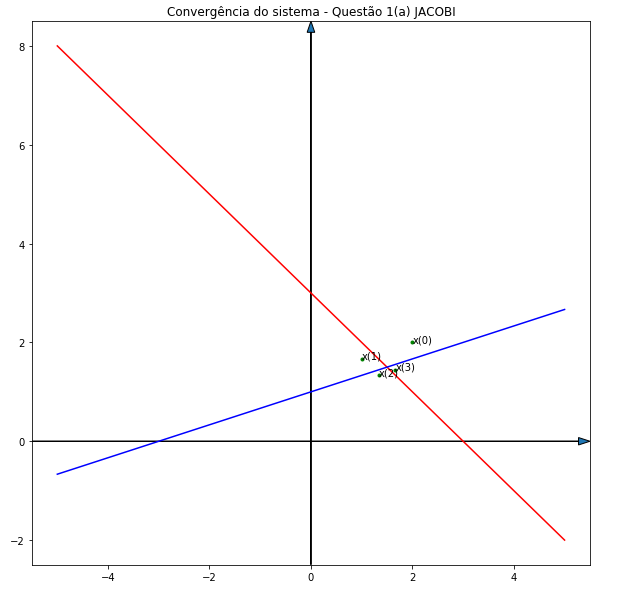 Convergência do sistema - Questão 1(a) JACOBI
8
6
4
2
0
−2
x(0)
x(1)
x(3)
x(2)
−4
−2
0
2
4